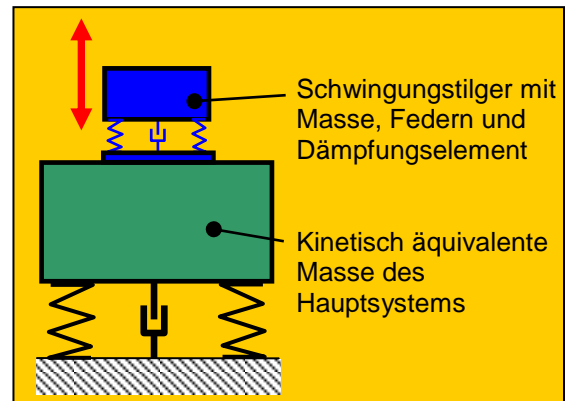 Schwingungstilger mit
Masse, Federn und
Dämpfungselement
Kinetisch äquivalente
Masse des
Hauptsystems